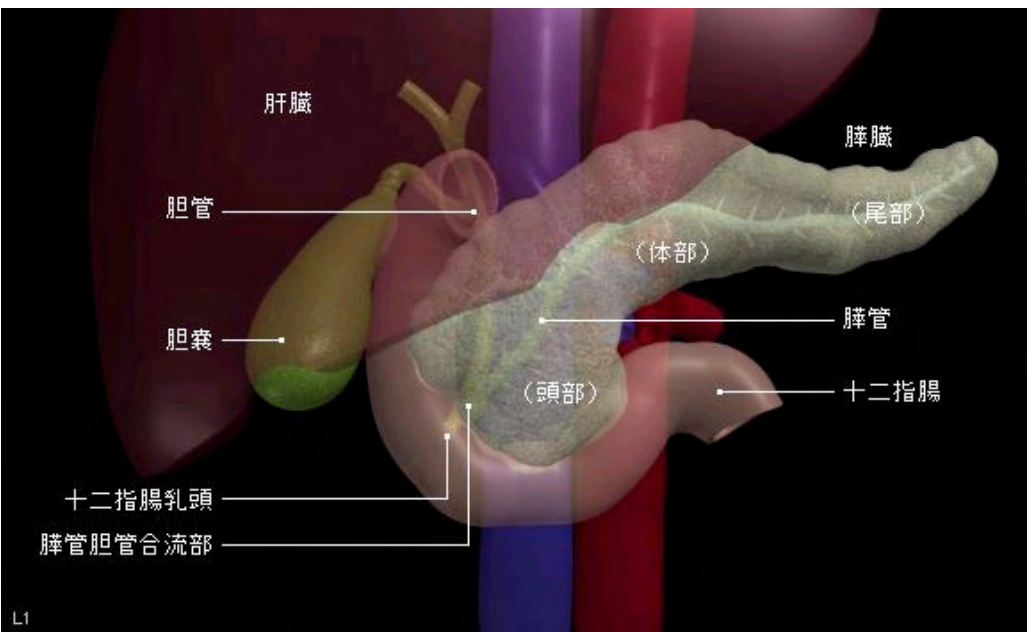 肝臓
膵臓
胆管
（尾部）
（体部）
膵管
胆嚢
（頭部）
十二指腸
十二指腸乳頭
膵管胆管合流部
L1